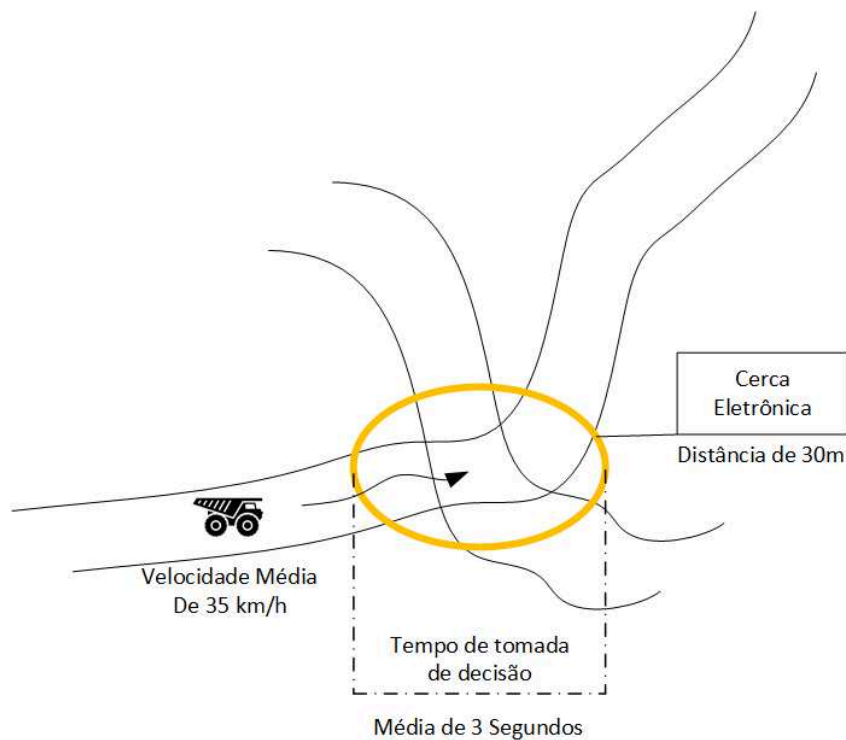 Cerca
Eletrônica
Distância de 30m
Velocidade Média
De 35 km/h
Tempo de tomada
de decisão
Média de 3 Segundos